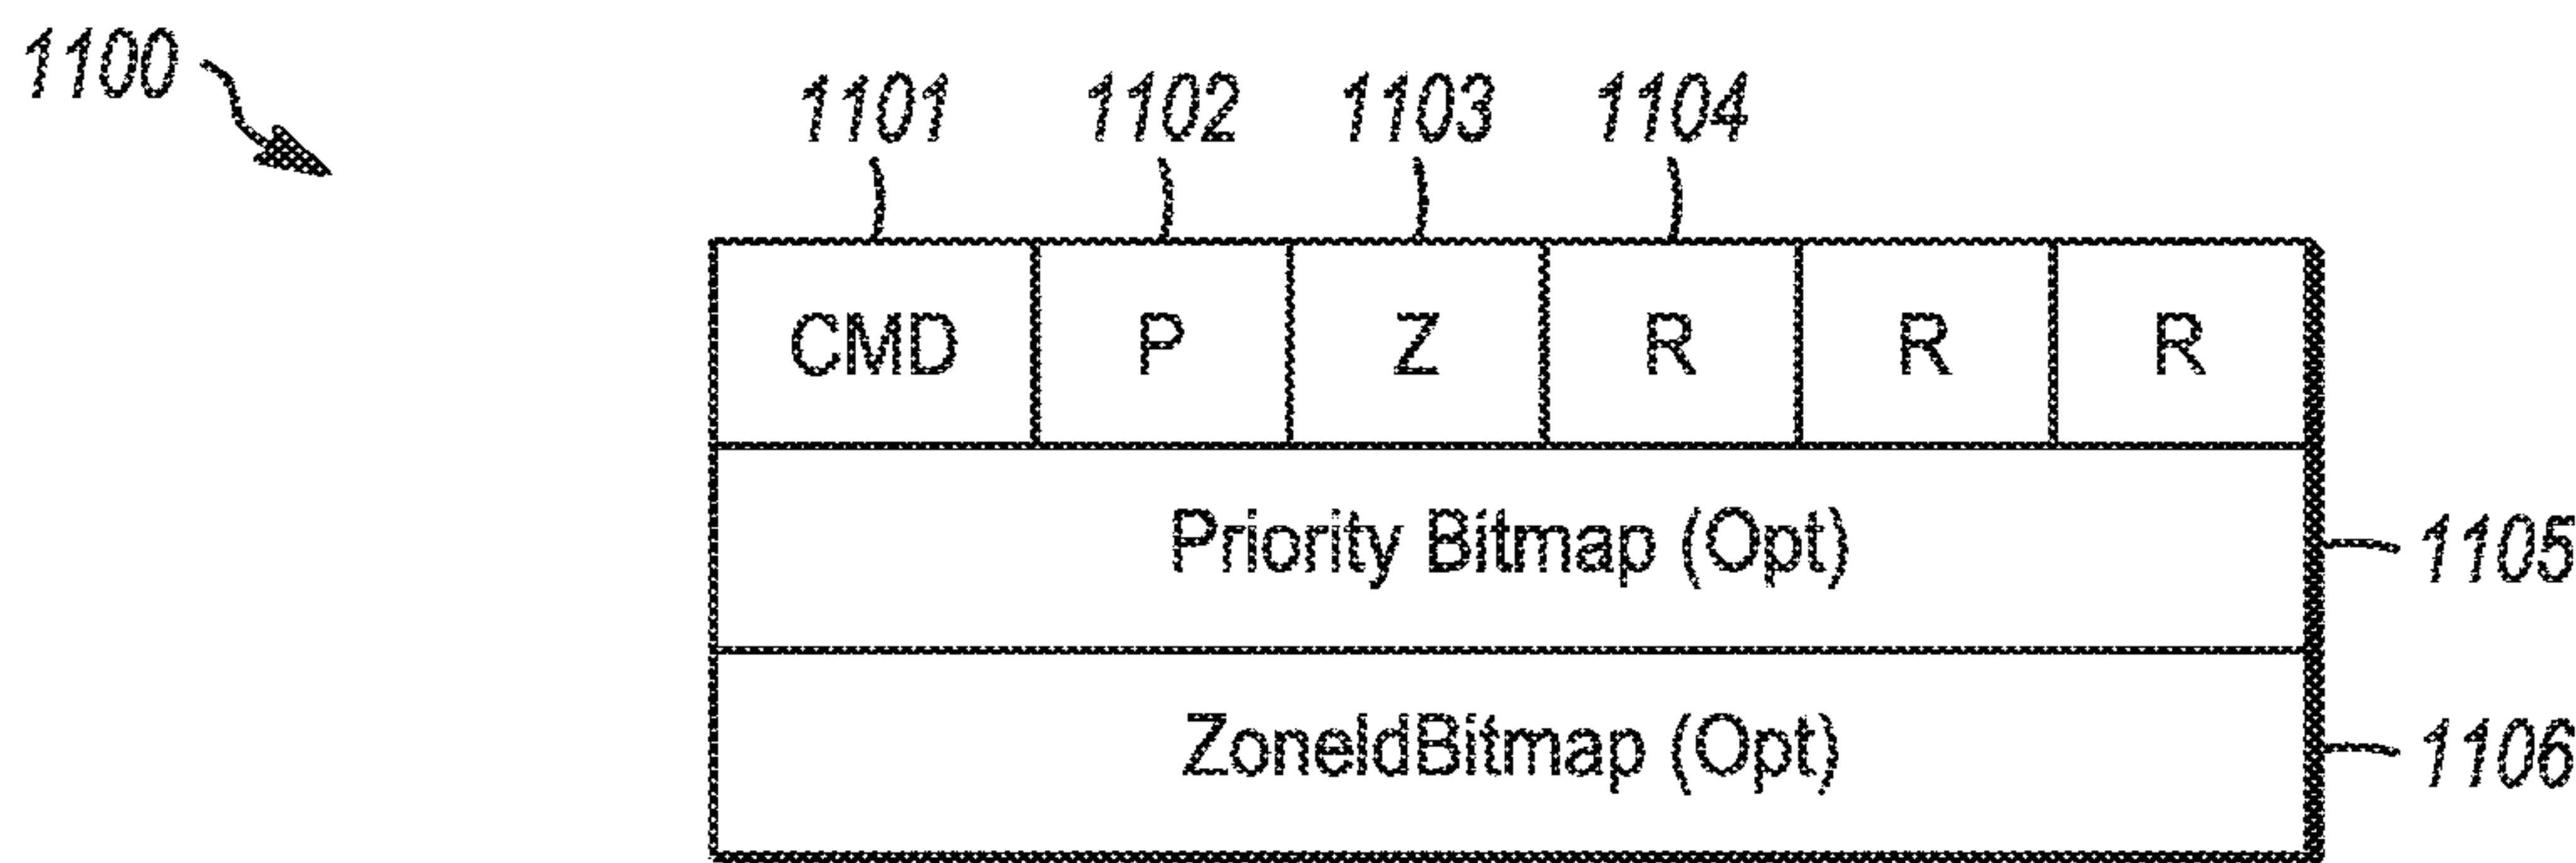 1100
1101 1102 1103 1104
CMD P Z R R R
Priority Bitmap (Opt) 1105
ZoneIdBitmap (Opt) 1106